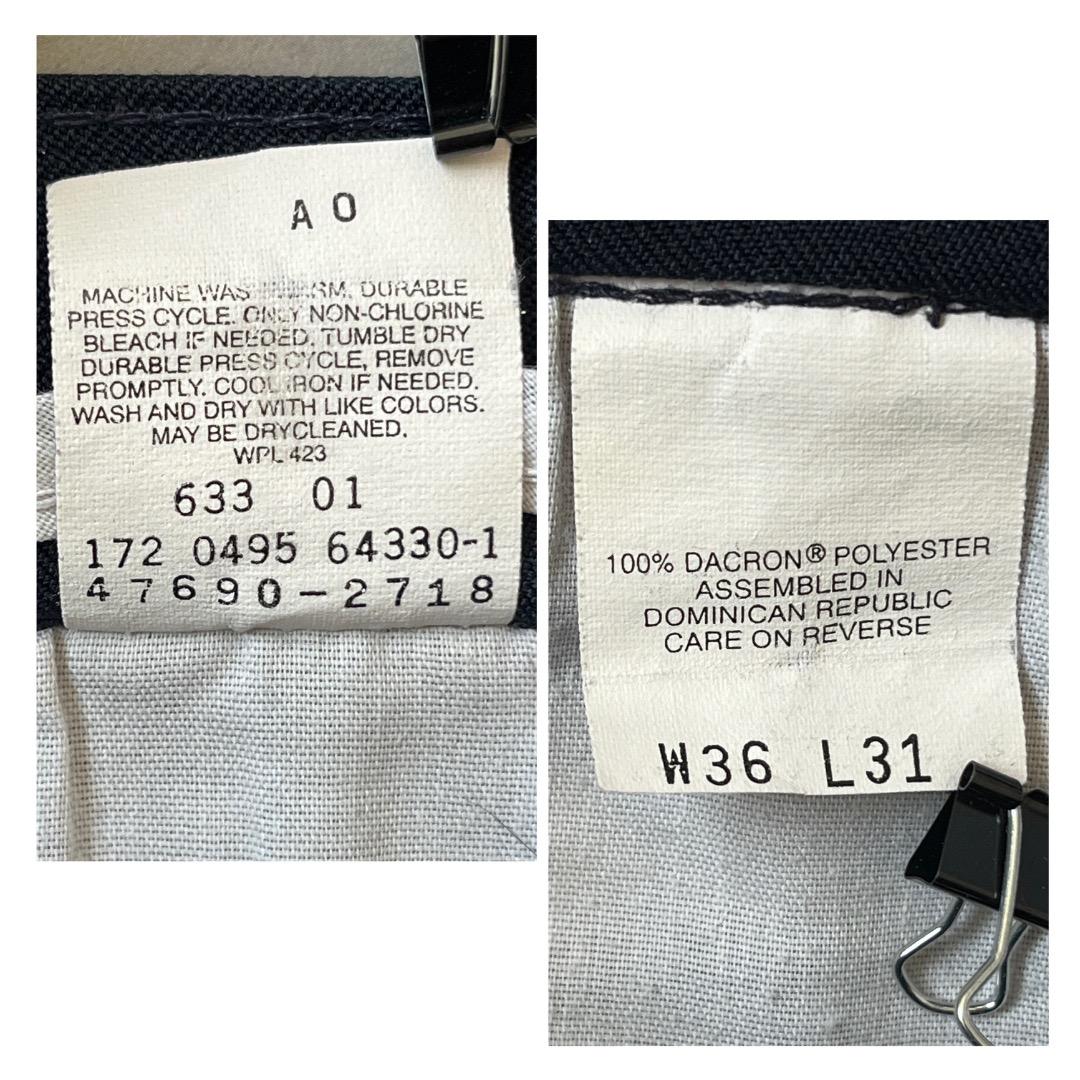 A 0
MACHINE WASH WARM, DURABLE
PRESS CYCLE. ONLY NON-CHLORINE
BLEACH IF NEEDED. TUMBLE DRY
DURABLE PRESS CYCLE, REMOVE
PROMPTLY. COOL IRON IF NEEDED.
WASH AND DRY WITH LIKE COLORS.
MAY BE DRYCLEANED.
WPL 423
633 01
172 0495 64330-1
47690-2718
100% DACRON® POLYESTER
ASSEMBLED IN
DOMINICAN REPUBLIC
CARE ON REVERSE
W36 L31